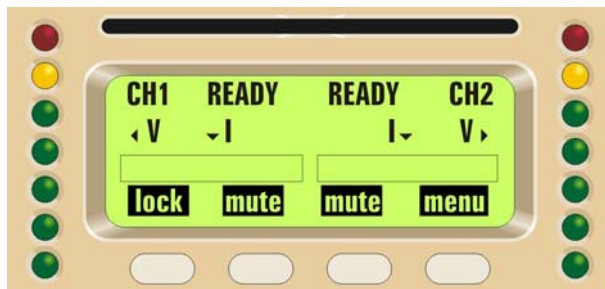 CH1 READY READY CH2
V I I V
lock mute mute menu